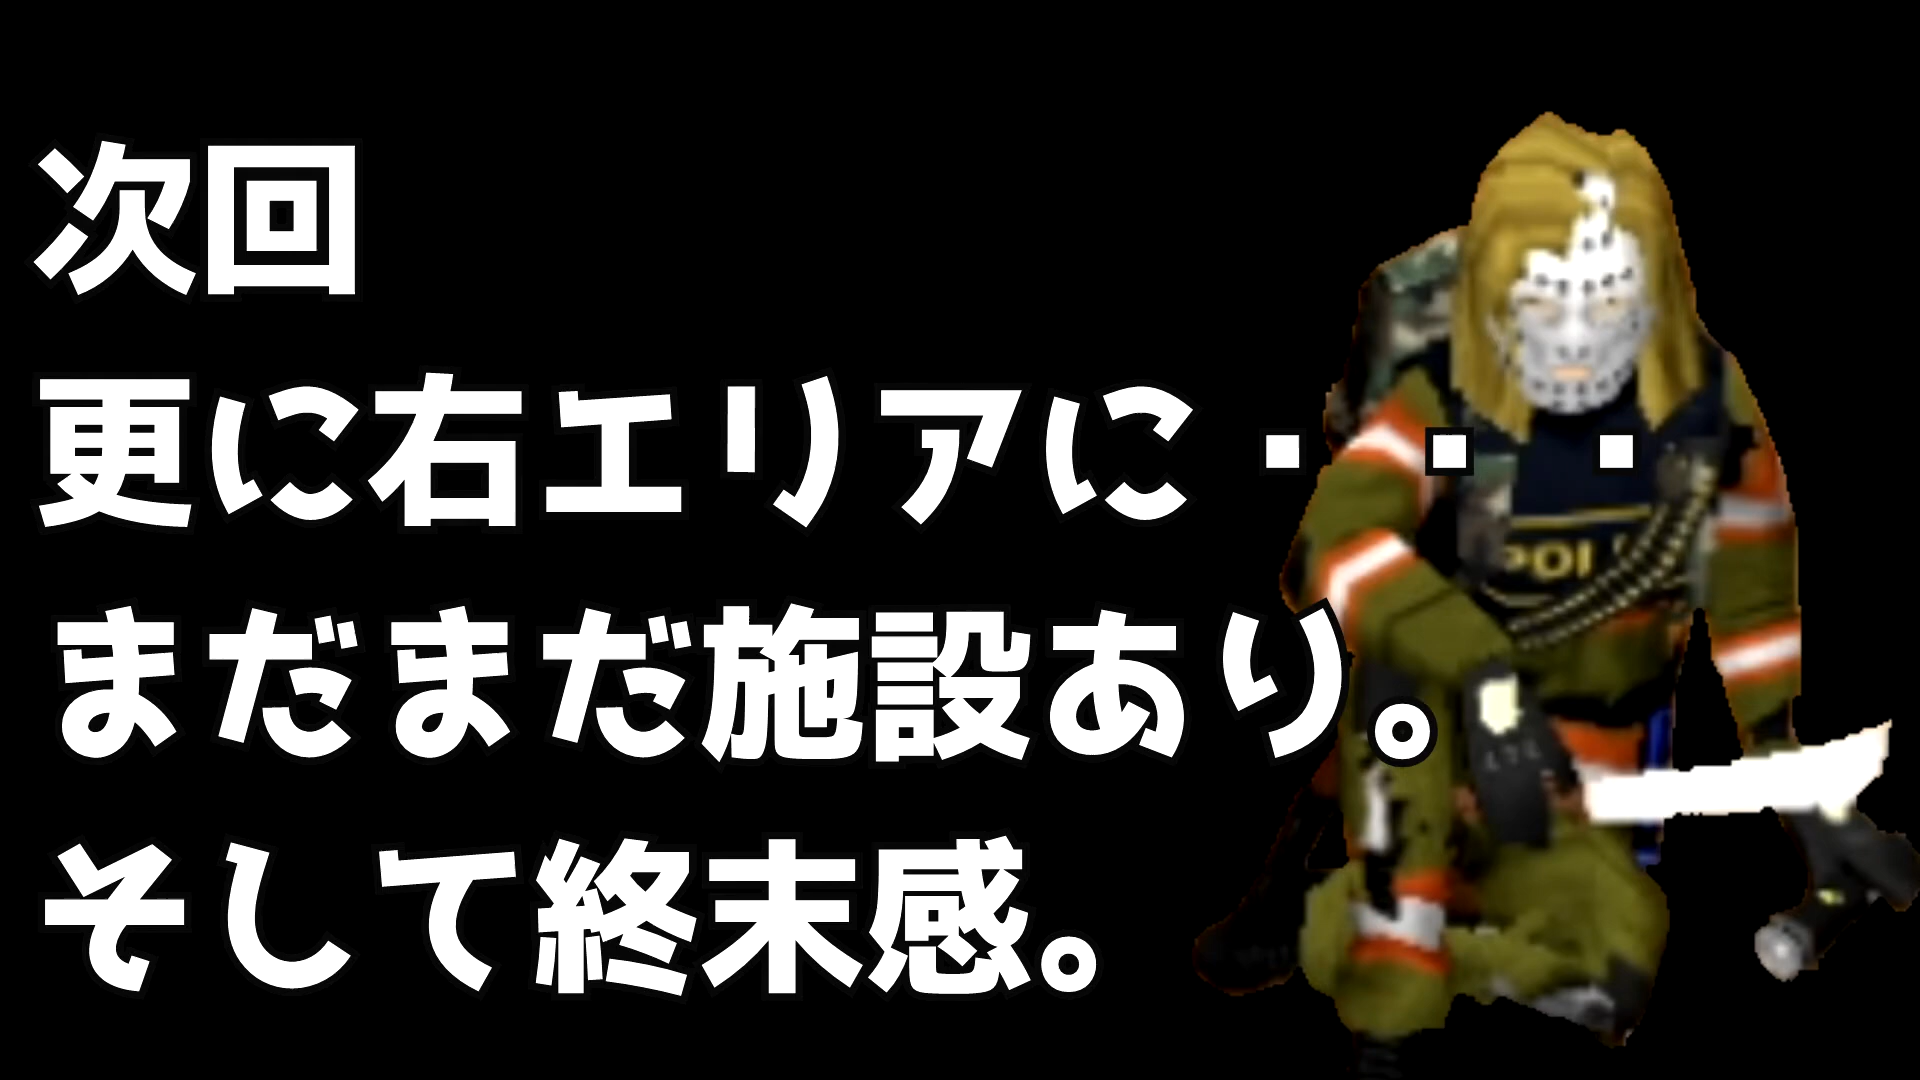 次回
更に右エリアに・・・
まだまだ施設あり。
そして終末感。
POL